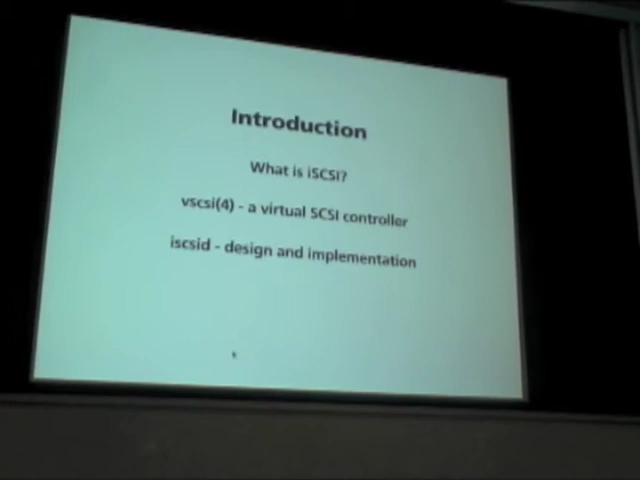 Introduction
What is iSCSI?
vscsi(4) - a virtual SCSI controller
iscsid - design and implementation